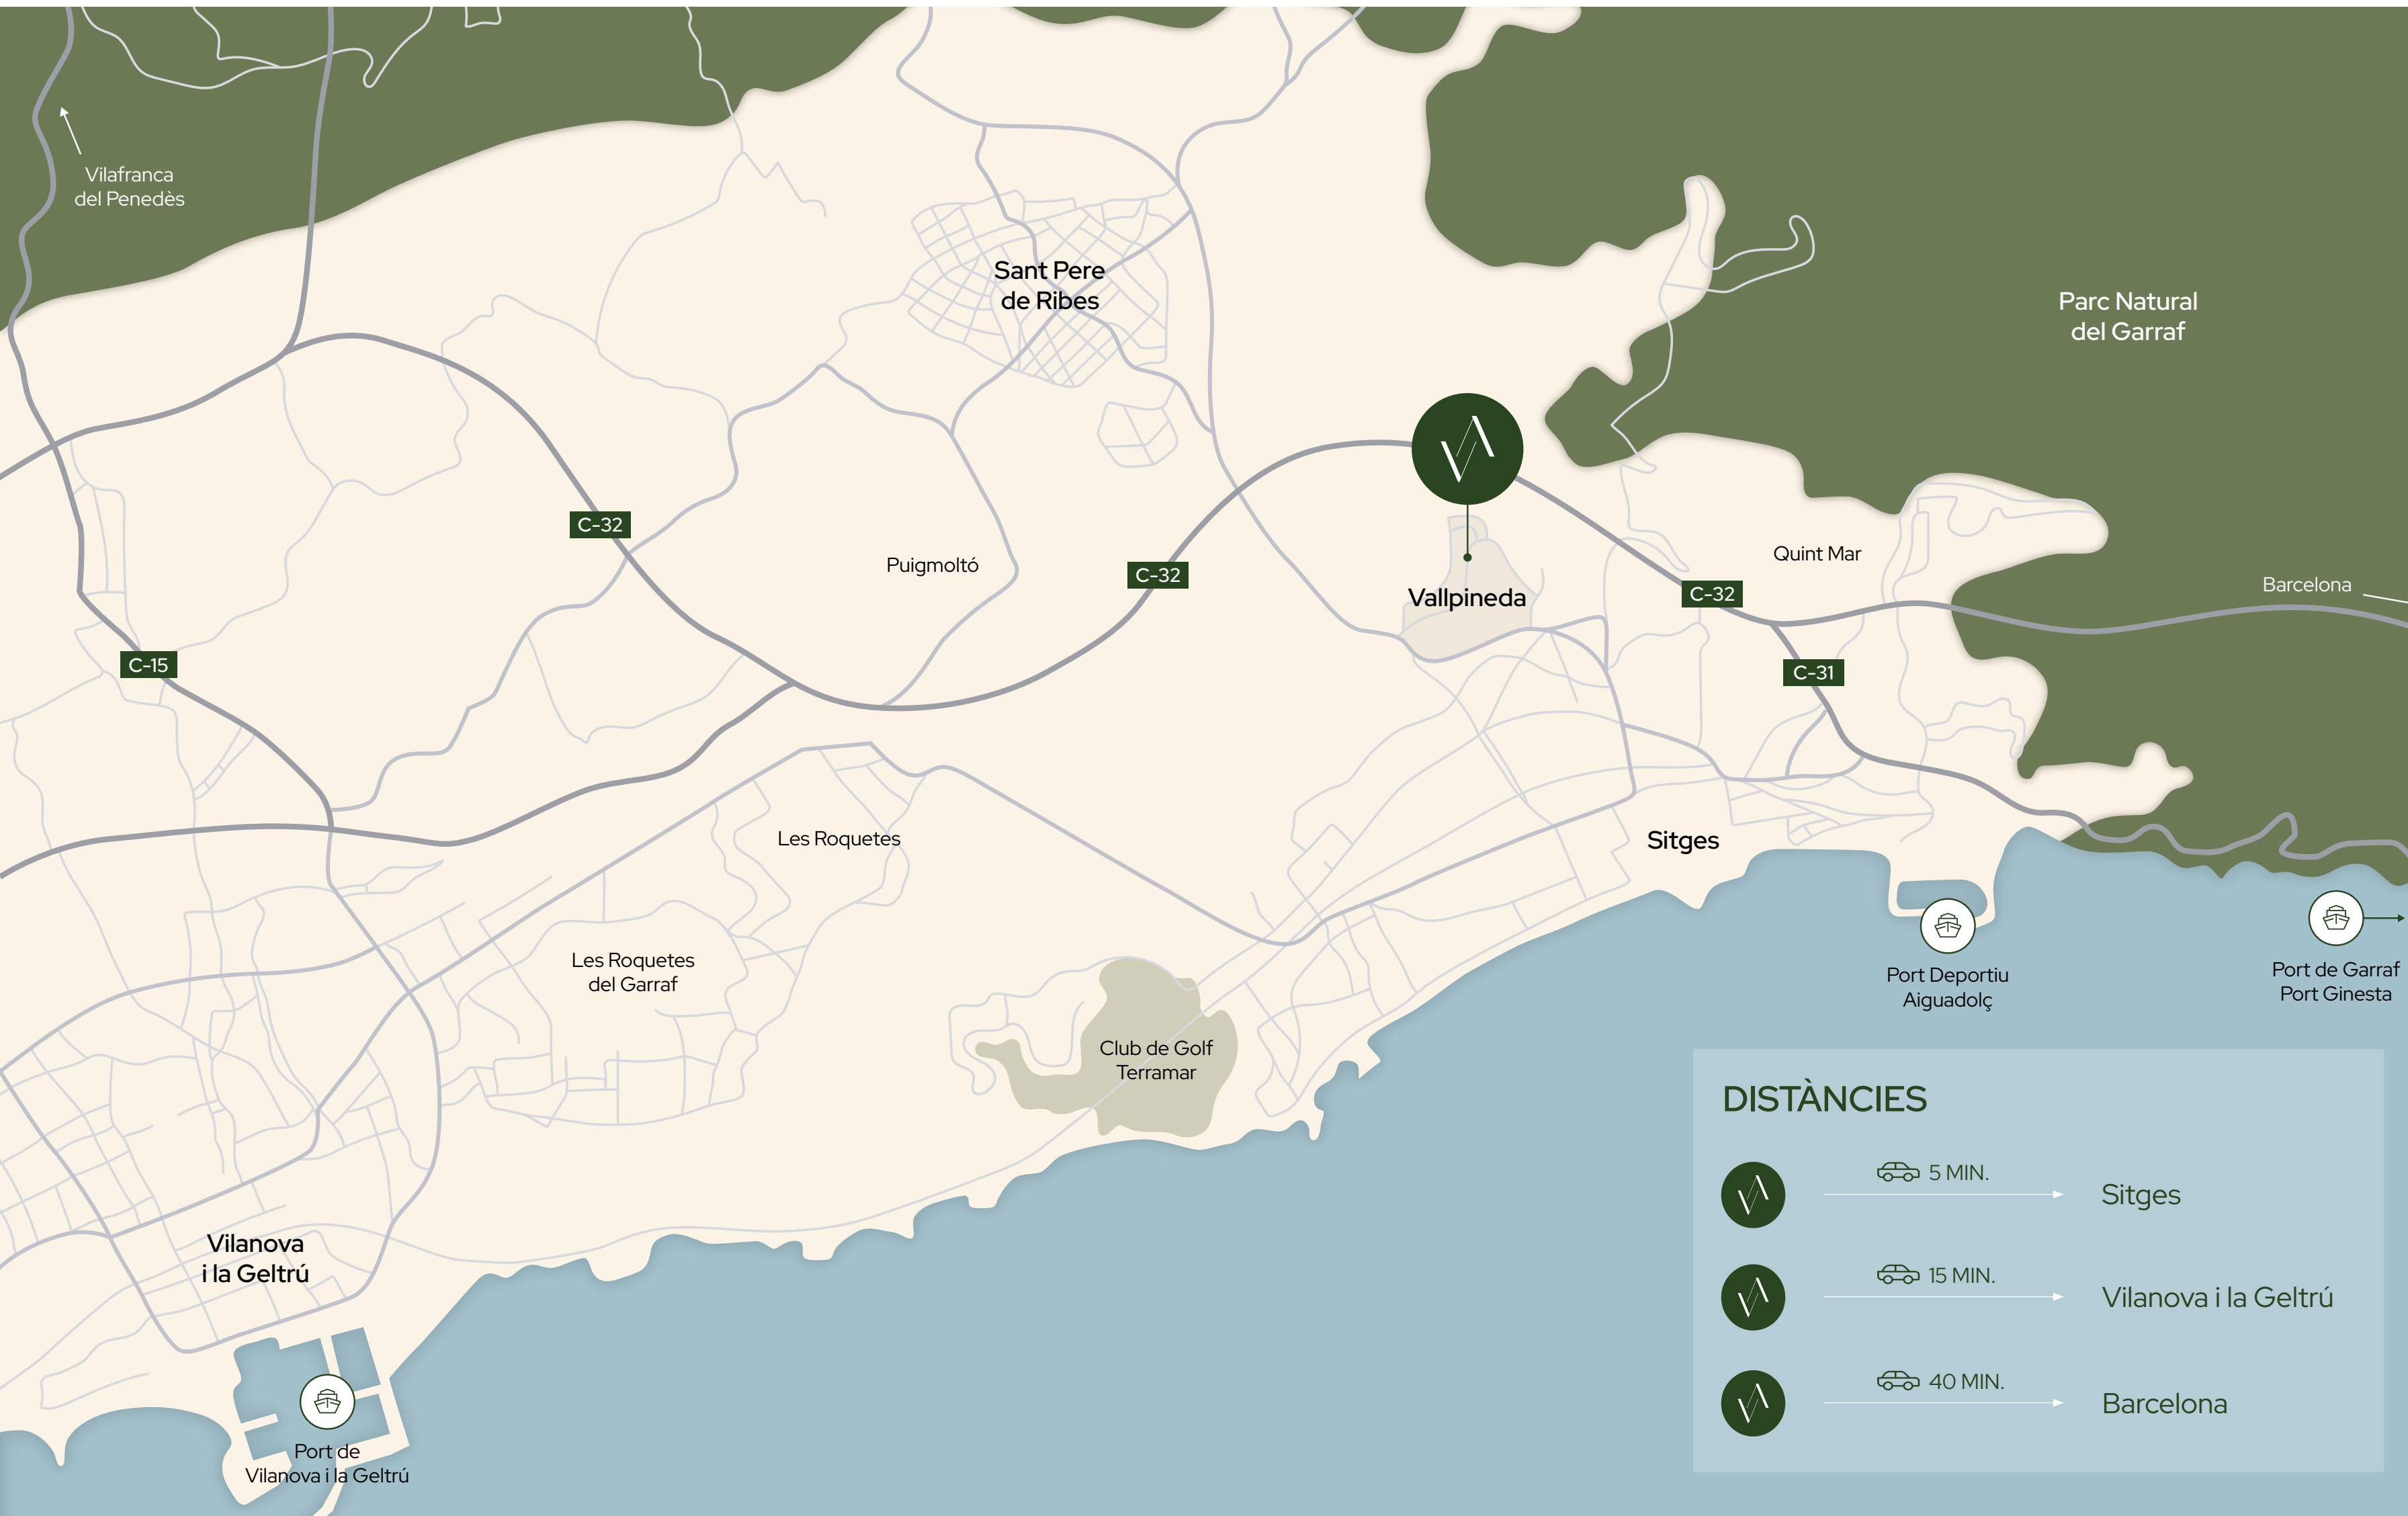 Vilafranca
del Penedès
Sant Pere
de Ribes
Parc Natural
del Garraf
C-32
Puigmoltó
C-32
Vallpineda
C-32
Quint Mar
Barcelona
C-15
C-31
Les Roquetes
Sitges
Les Roquetes
del Garraf
Club de Golf
Terramar
Port Deportiu
Aiguadolç
Port de Garraf
Port Ginesta
Vilanova
i la Geltrú
Port de
Vilanova i la Geltrú
DISTÀNCIES
5 MIN.
Sitges
15 MIN.
Vilanova i la Geltrú
40 MIN.
Barcelona